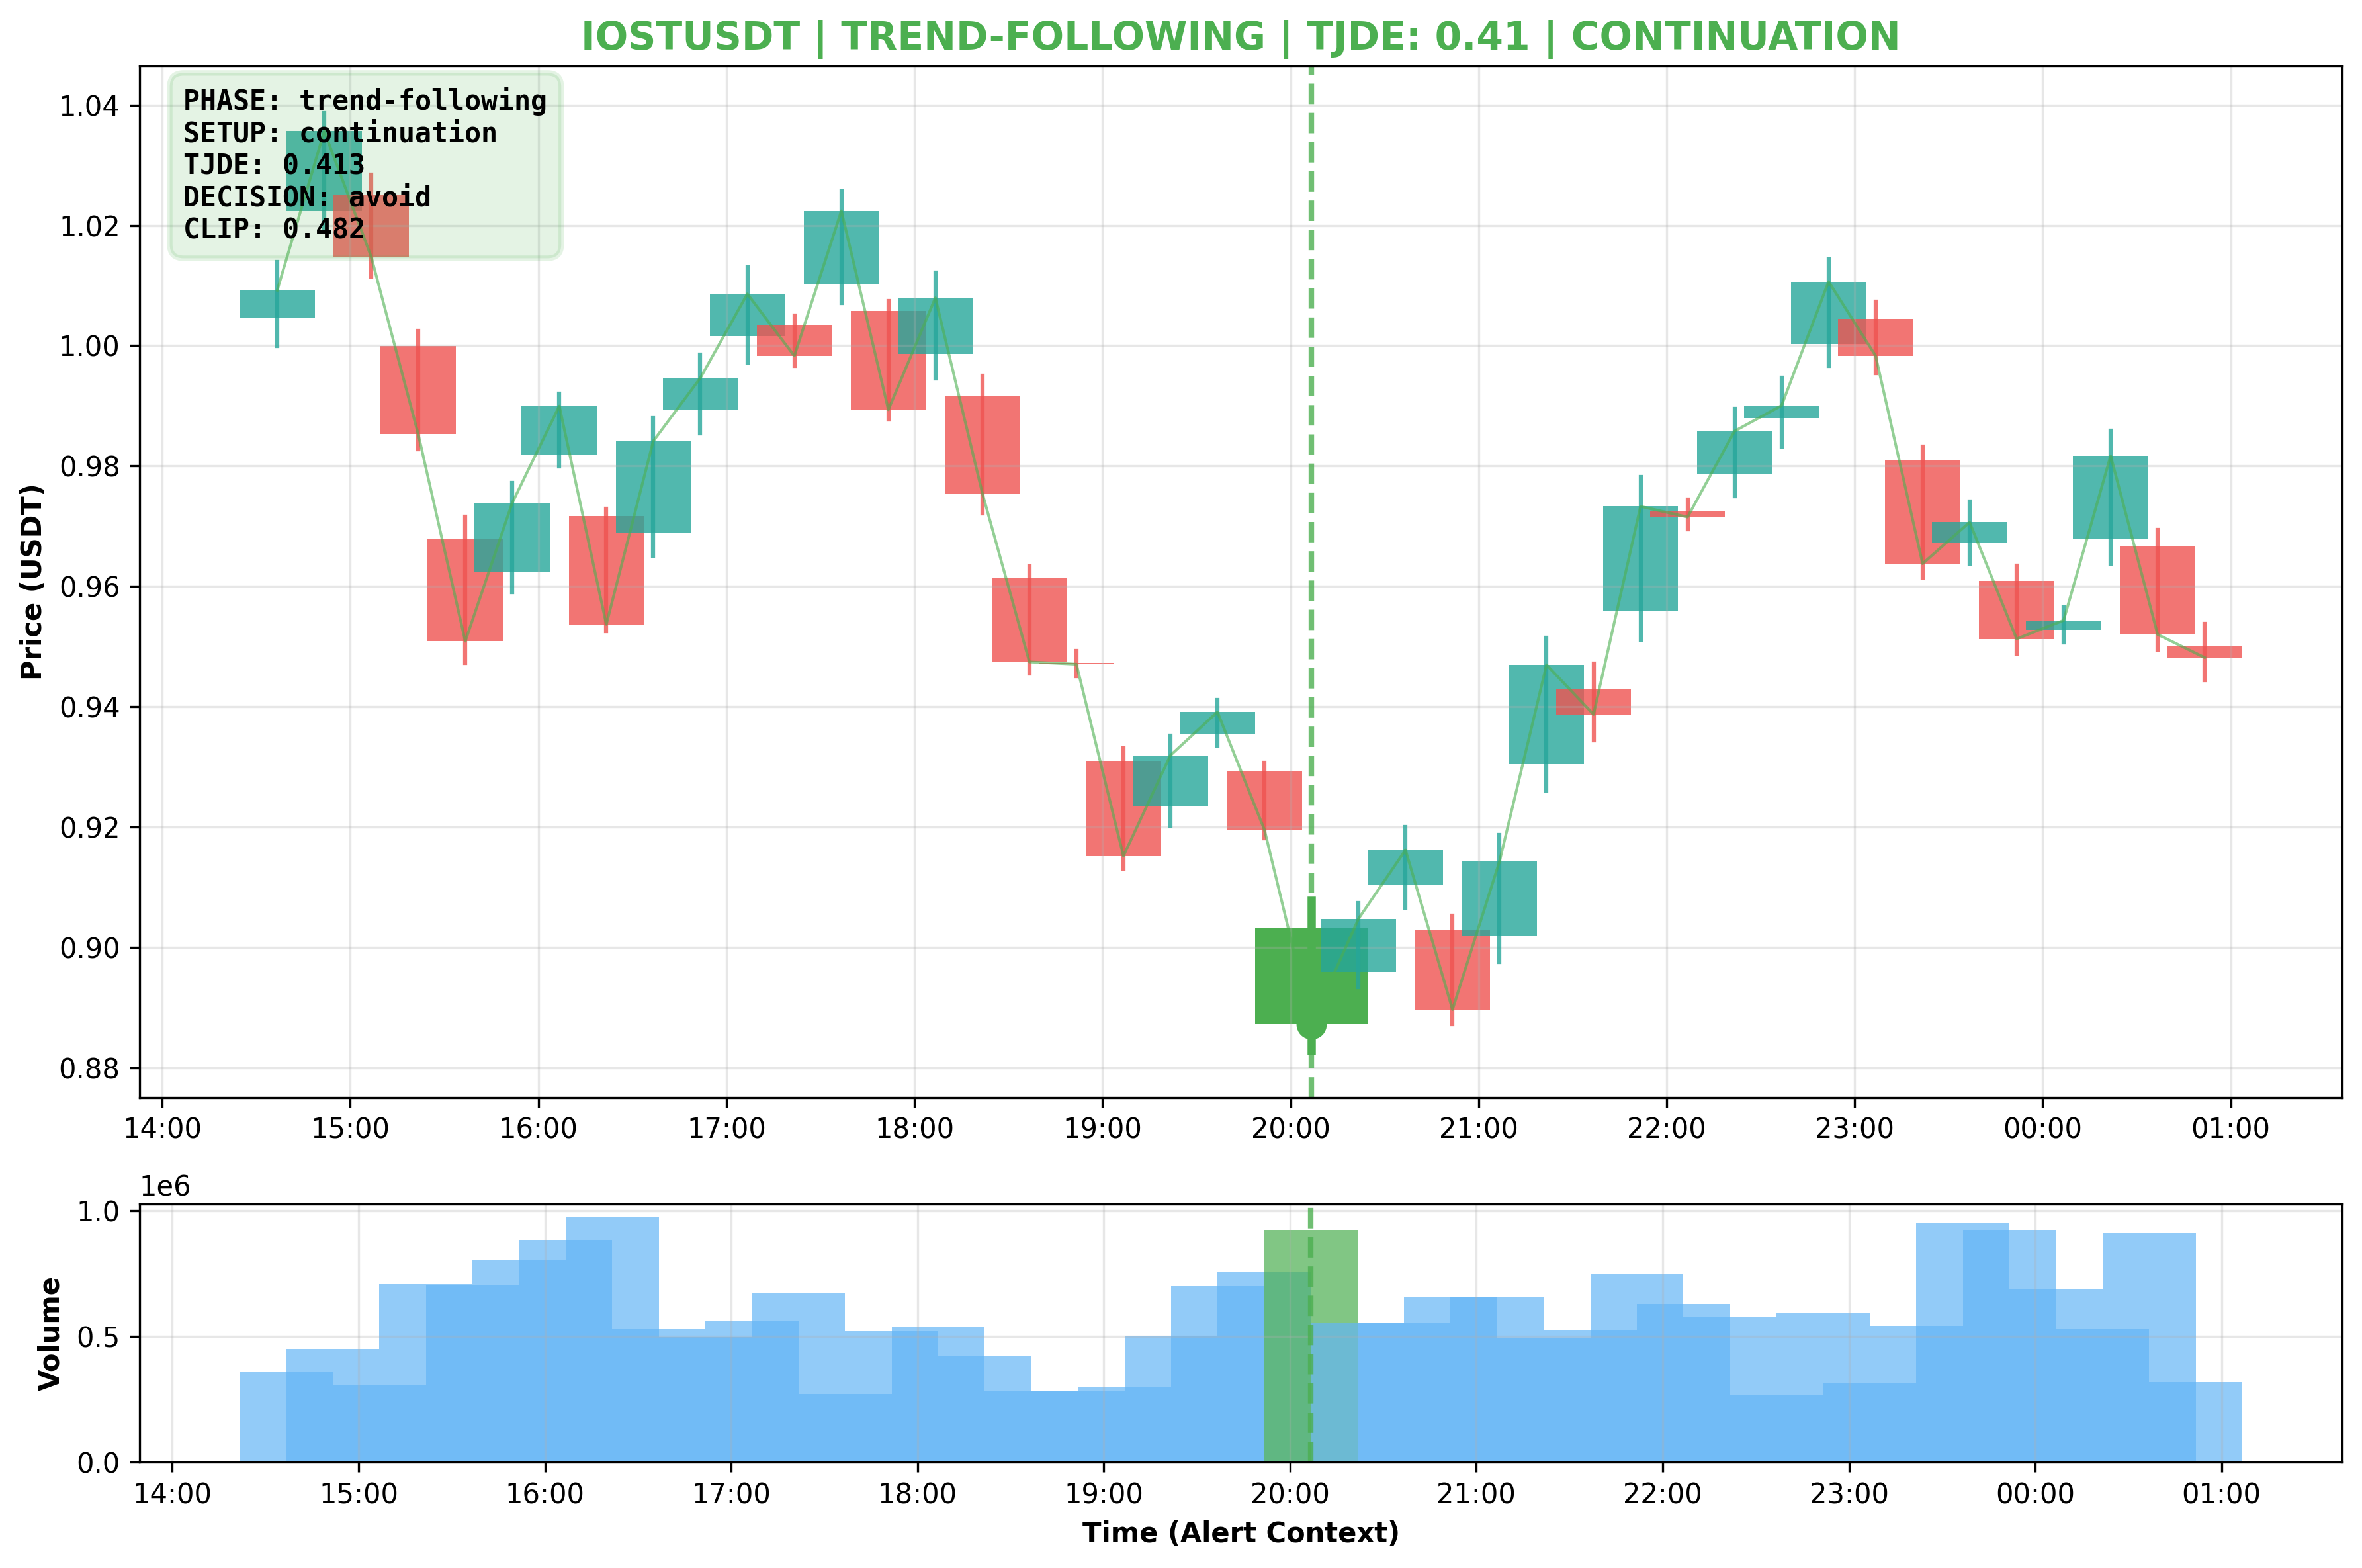 IOSTUSDT | TREND-FOLLOWING | TJDE: 0.41 | CONTINUATION
PHASE: trend-following
SETUP: continuation
TJDE: 0.413
DECISION: avoid
CLIP: 0.482
Price (USDT)
1.04
1.02
1.00
0.98
0.96
0.94
0.92
0.90
0.88
14:00 15:00 16:00 17:00 18:00 19:00 20:00 21:00 22:00 23:00 00:00 01:00
1e6
Volume
1.0
0.5
0.0
14:00 15:00 16:00 17:00 18:00 19:00 20:00 21:00 22:00 23:00 00:00 01:00
Time (Alert Context)